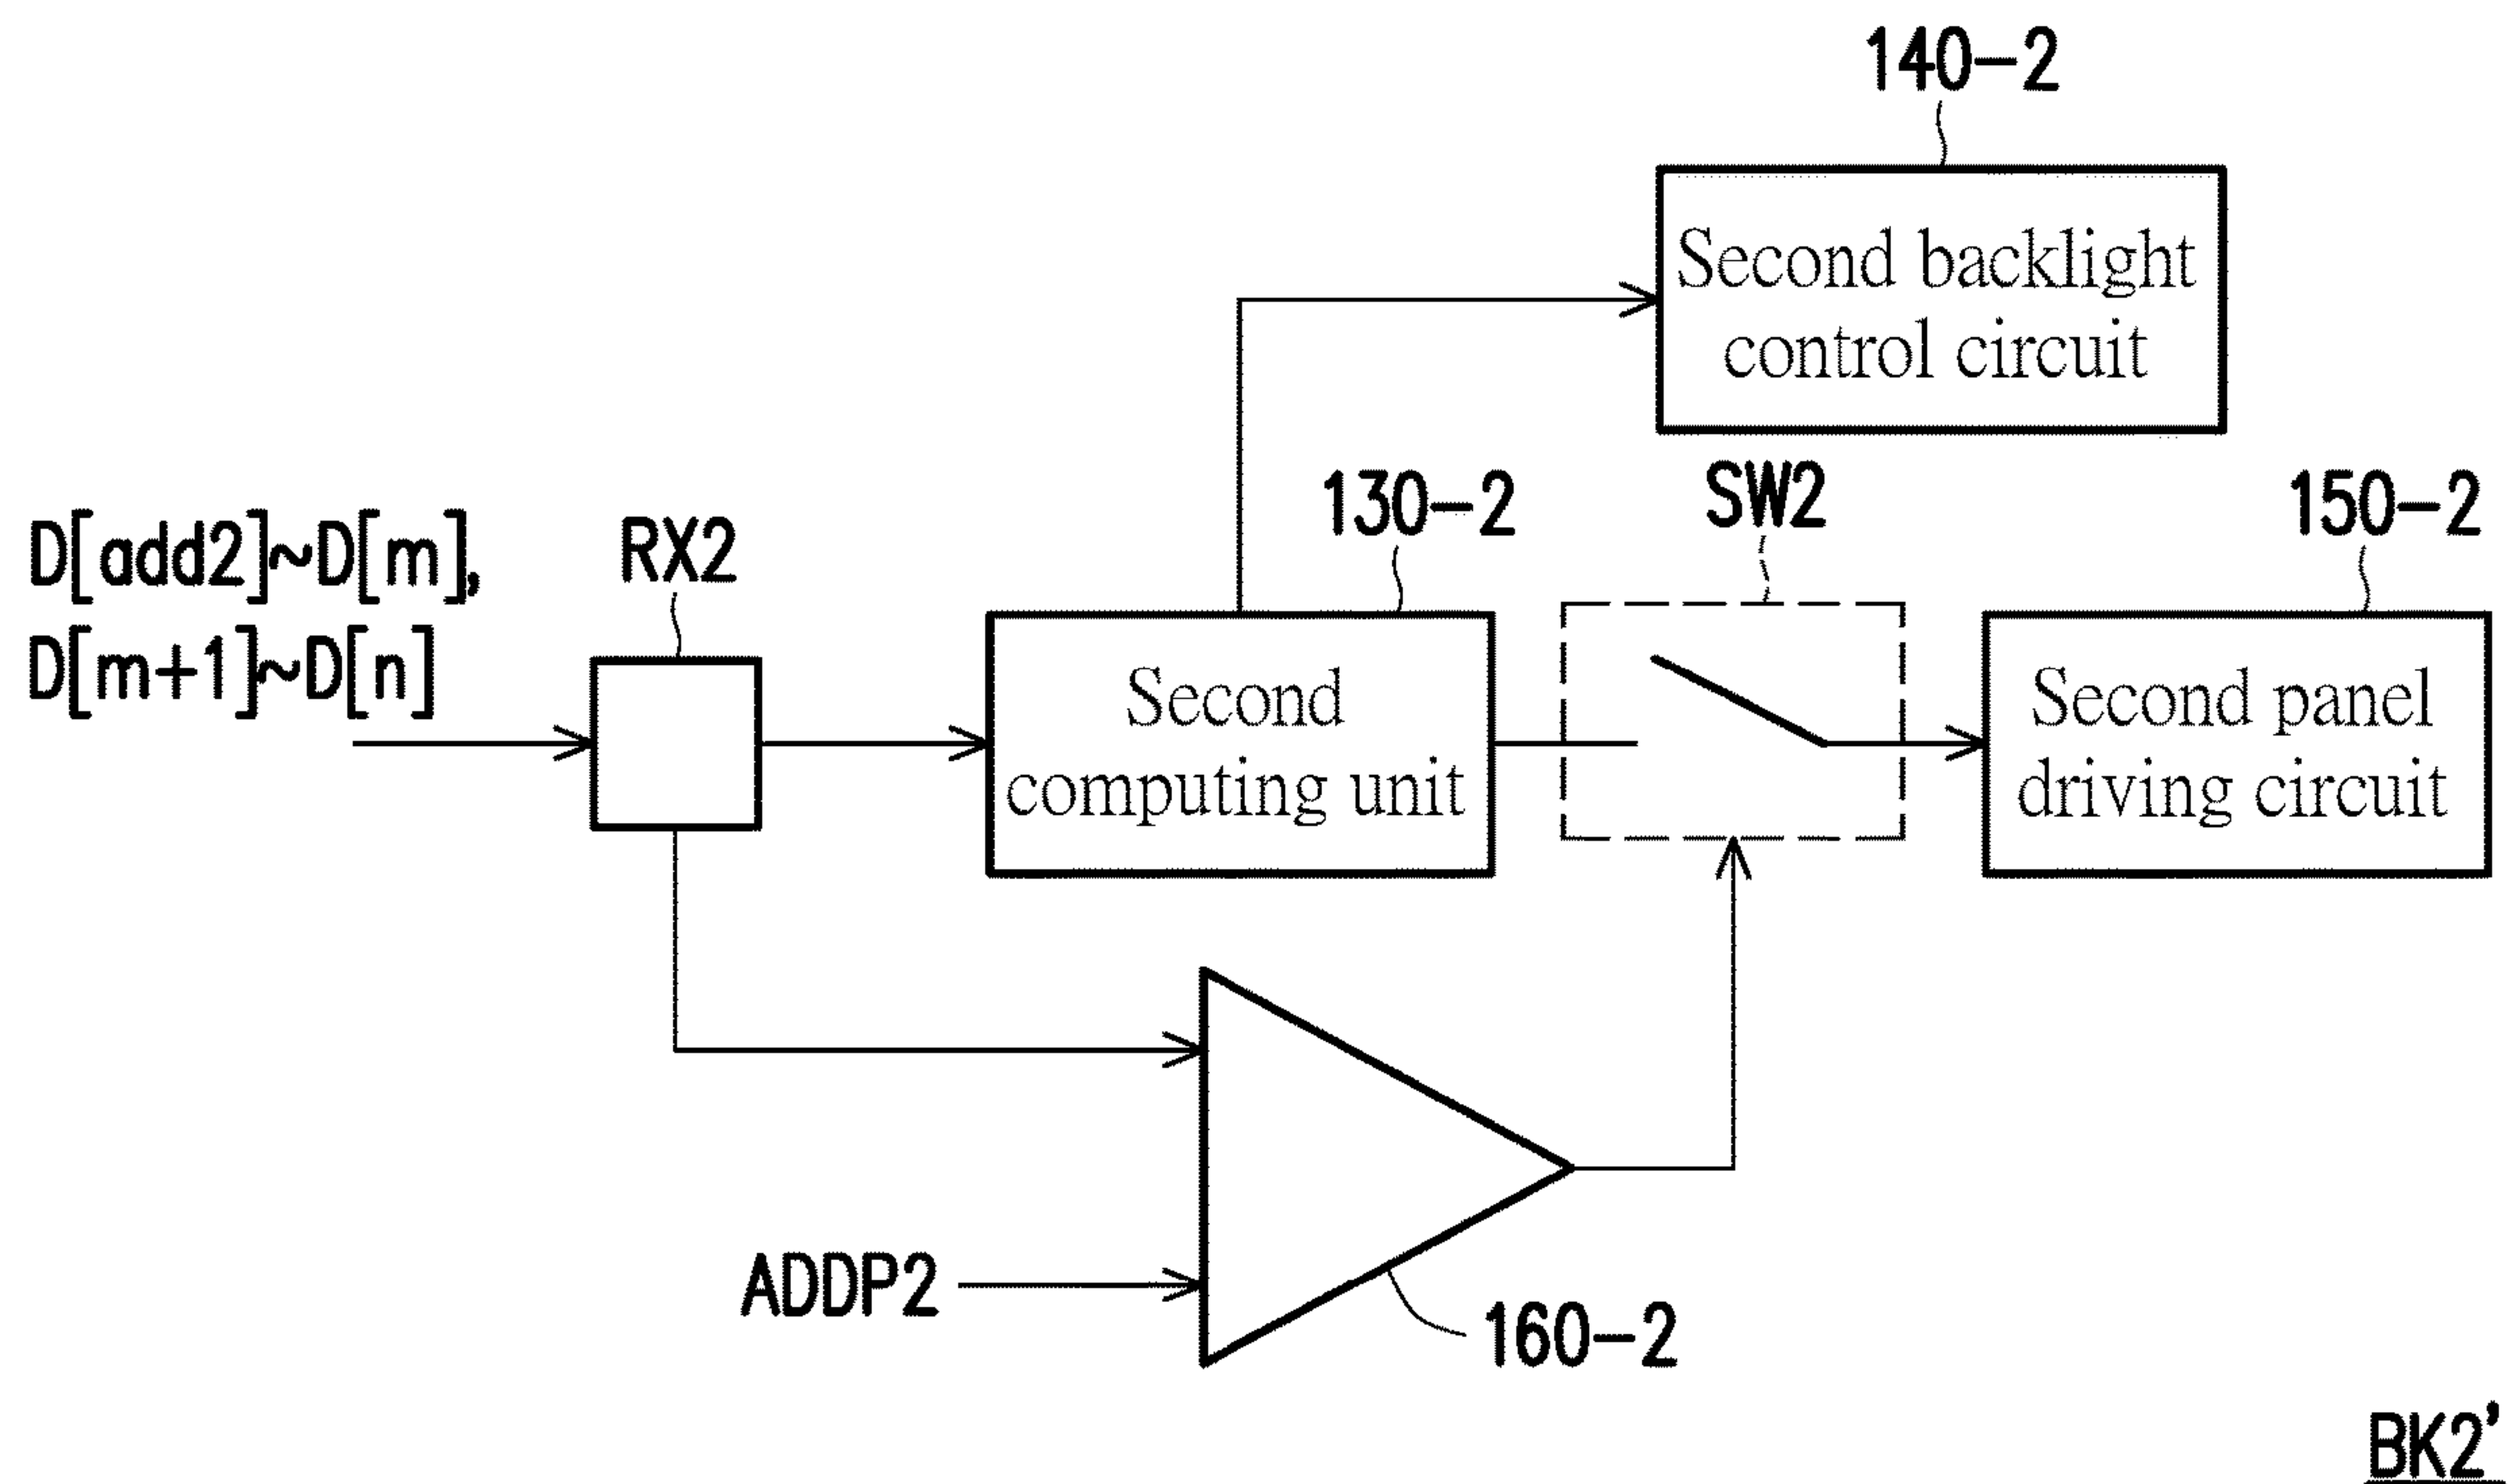 140-2
Second backlight
control circuit
D[add2]~D[m],
D[m+1]~D[n]
RX2
130-2
SW2
150-2
Second
computing unit
Second panel
driving circuit
ADDP2
160-2
BK2'